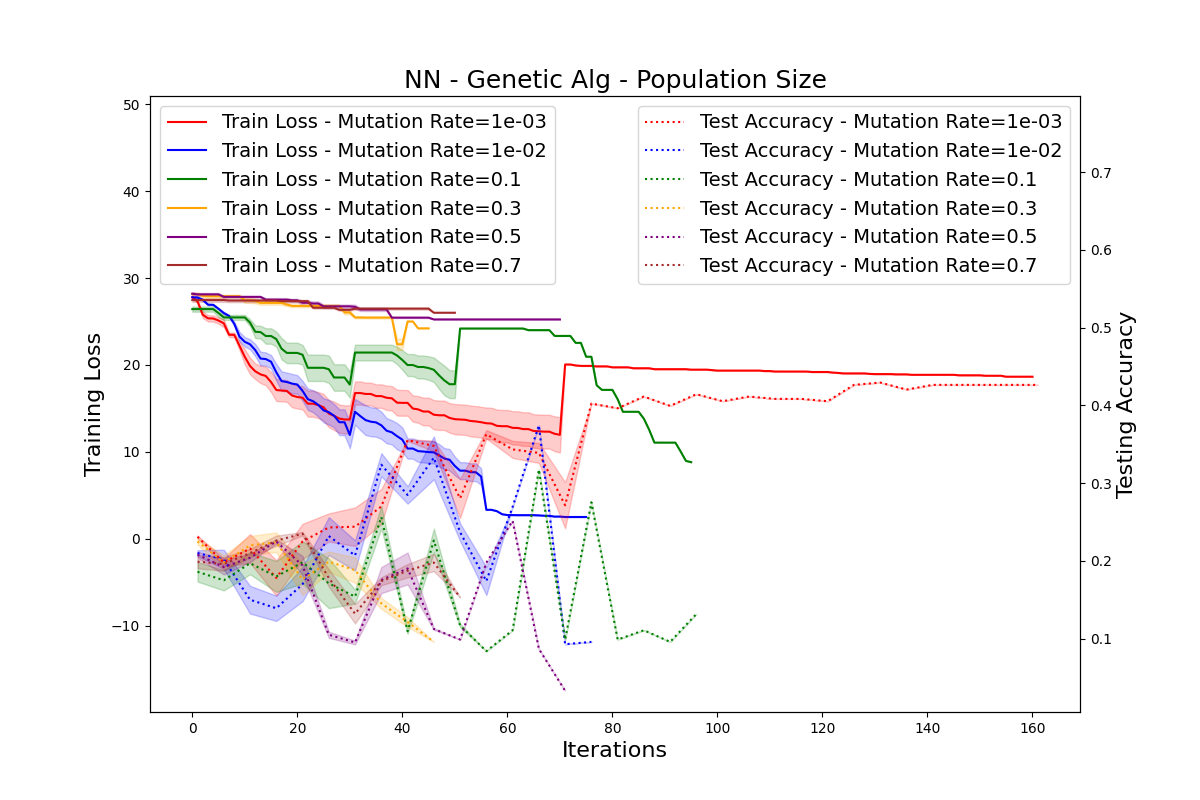 NN - Genetic Alg - Population Size
Train Loss - Mutation Rate=1e-03
Train Loss - Mutation Rate=1e-02
Train Loss - Mutation Rate=0.1
Train Loss - Mutation Rate=0.3
Train Loss - Mutation Rate=0.5
Train Loss - Mutation Rate=0.7
Test Accuracy - Mutation Rate=1e-03
Test Accuracy - Mutation Rate=1e-02
Test Accuracy - Mutation Rate=0.1
Test Accuracy - Mutation Rate=0.3
Test Accuracy - Mutation Rate=0.5
Test Accuracy - Mutation Rate=0.7
Training Loss
50
40
30
20
10
0
−10
Testing Accuracy
0.7
0.6
0.5
0.4
0.3
0.2
0.1
0 20 40 60 80 100 120 140 160
Iterations